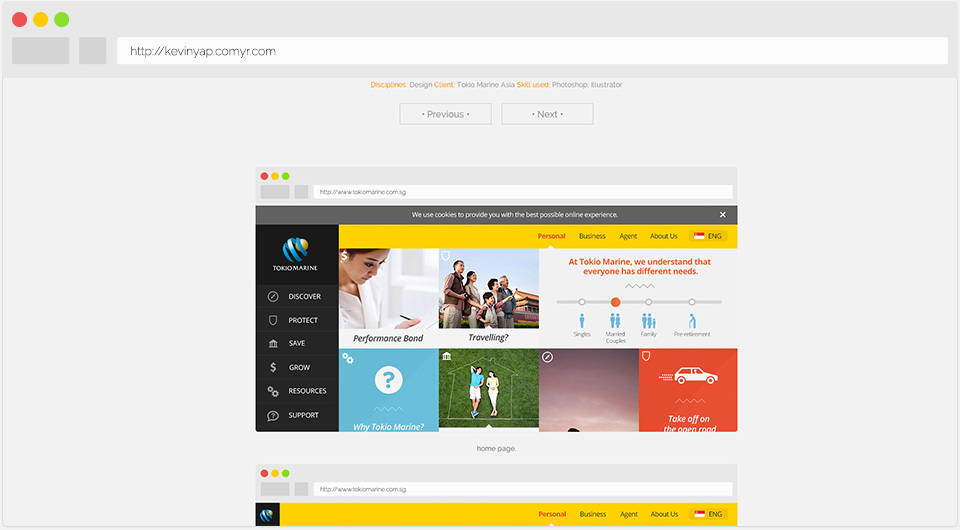 http://kevinyap.comyr.com
Disciplines: Design Client: Tokio Marine Asia Skill used: Photoshop, Illustrator
• Previous •
• Next •
http://www.tokiomarine.com.sg
We use cookies to provide you with the best possible online experience.
Personal Business Agent About Us ENG
TOKIO MARINE
DISCOVER
PROTECT
SAVE
GROW
RESOURCES
SUPPORT
Performance Bond
Travelling?
At Tokio Marine, we understand that
everyone has different needs.
Singles Married Family Pre-retirement
Couples
Why Tokio Marine?
Take off on
the open road
home page.
http://www.tokiomarine.com.sg
Personal Business Agent About Us ENG